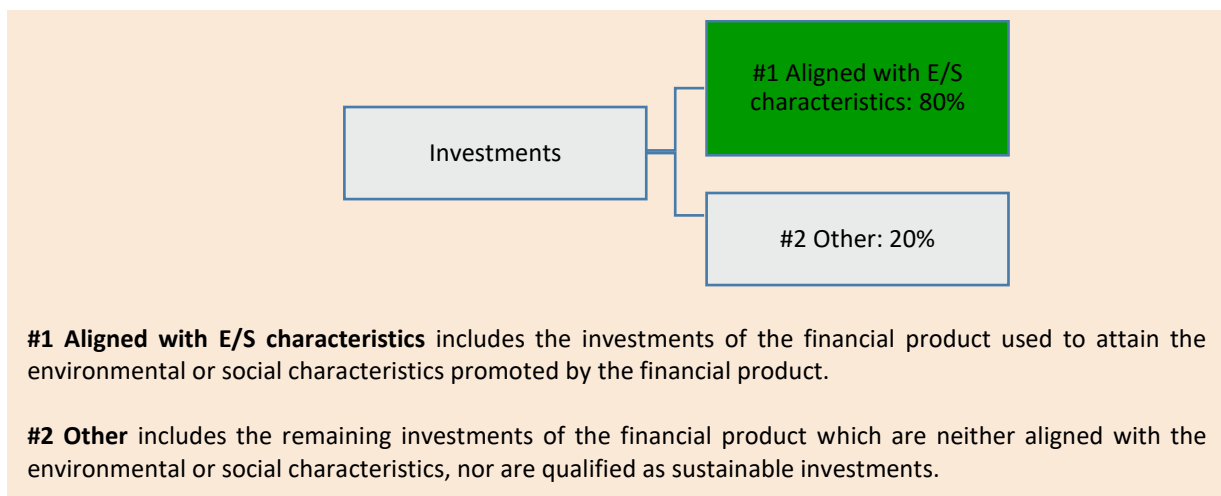 #1 Aligned with E/S
characteristics: 80%
Investments
#2 Other: 20%
#1 Aligned with E/S characteristics includes the investments of the financial product used to attain the
environmental or social characteristics promoted by the financial product.
#2 Other includes the remaining investments of the financial product which are neither aligned with the
environmental or social characteristics, nor are qualified as sustainable investments.